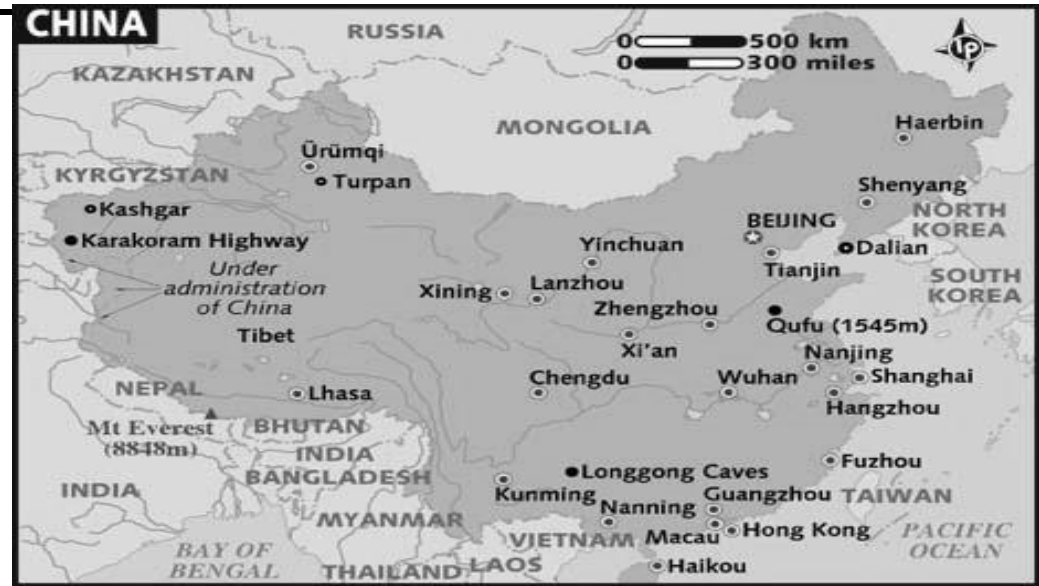 CHINA
RUSSIA
0 500 km
0 300 miles
TP
KAZAKHSTAN
MONGOLIA
Haerbin
Ürümqi
KYRGYZSTAN
Turpan
Shenyang
Kashgar
NORTH
KOREA
BEIJING
Karakoram Highway
Yinchuan
Dalian
Under
administration
of China
Tianjin
Lanzhou
Xining
SOUTH
KOREA
Zhengzhou
Qufu (1545m)
Tibet
Xi'an
Nanjing
Chengdu
Wuhan
Shanghai
NEPAL
Lhasa
Hangzhou
Mt Everest
(8848m)
BHUTAN
INDIA
BANGLADESH
Fuzhou
Longgong Caves
INDIA
Kunming
Guangzhou
TAIWAN
Nanning
MYANMAR
VIETNAM
Macau
Hong Kong
PACIFIC
OCEAN
BAY OF
BENGAL
THAILAND
LAOS
Haikou